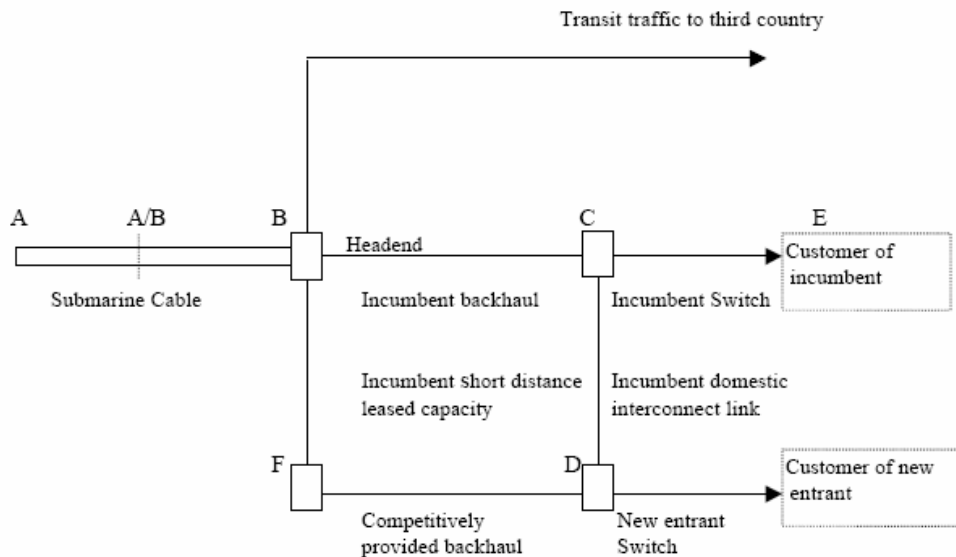 Transit traffic to third country
A A/B B C E
Headend
Customer of
incumbent
Submarine Cable
Incumbent backhaul
Incumbent Switch
Incumbent short distance
leased capacity
Incumbent domestic
interconnect link
F D
Customer of new
entrant
Competitively
provided backhaul
New entrant
Switch